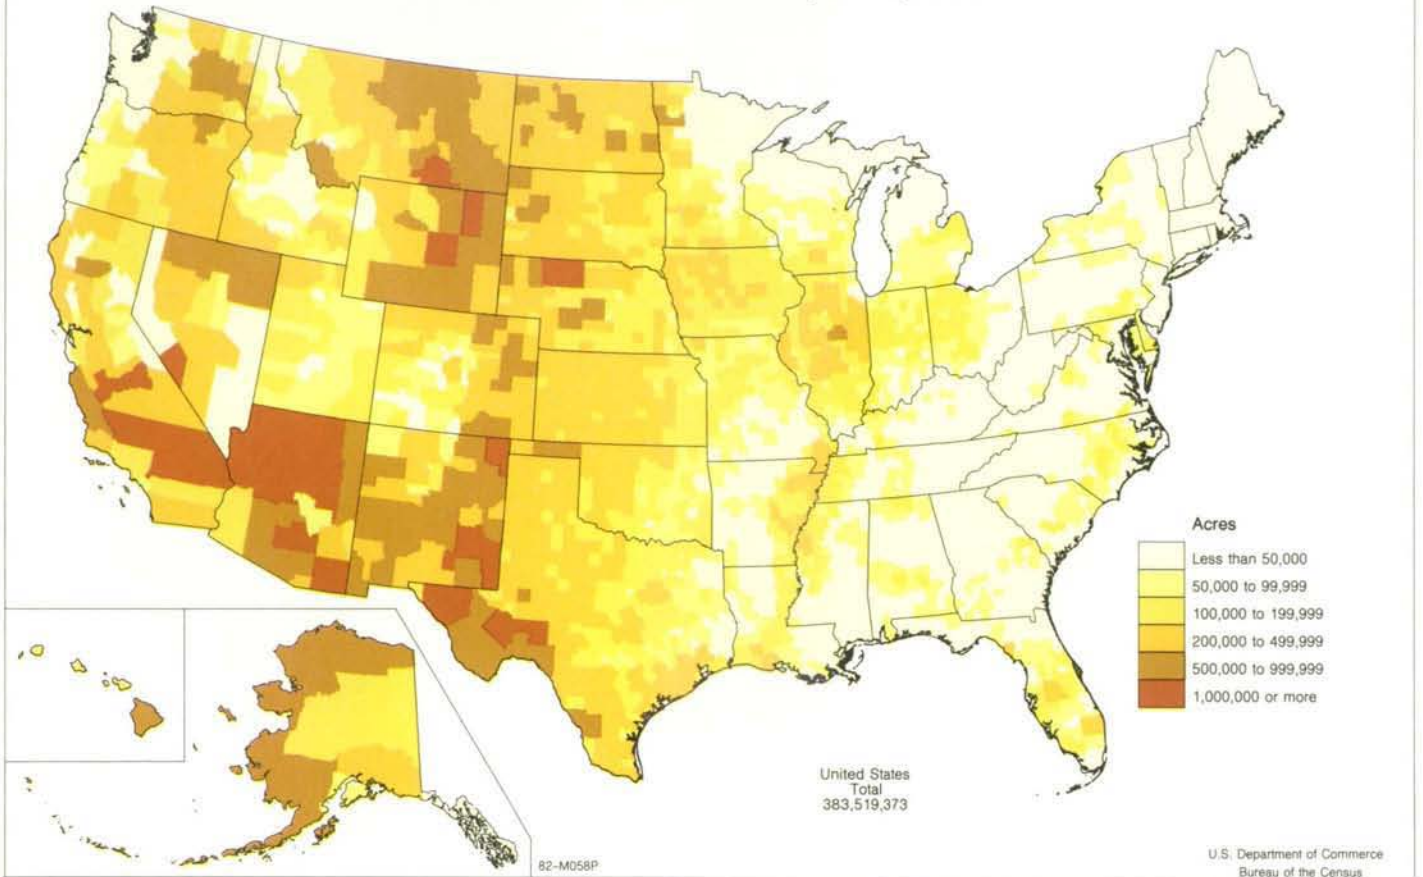 Acres
Less than 50,000
50,000 to 99,999
100,000 to 199,999
200,000 to 499,999
500,000 to 999,999
1,000,000 or more
United States
Total
383,519,373
82-M058P
U.S. Department of Commerce
Bureau of the Census